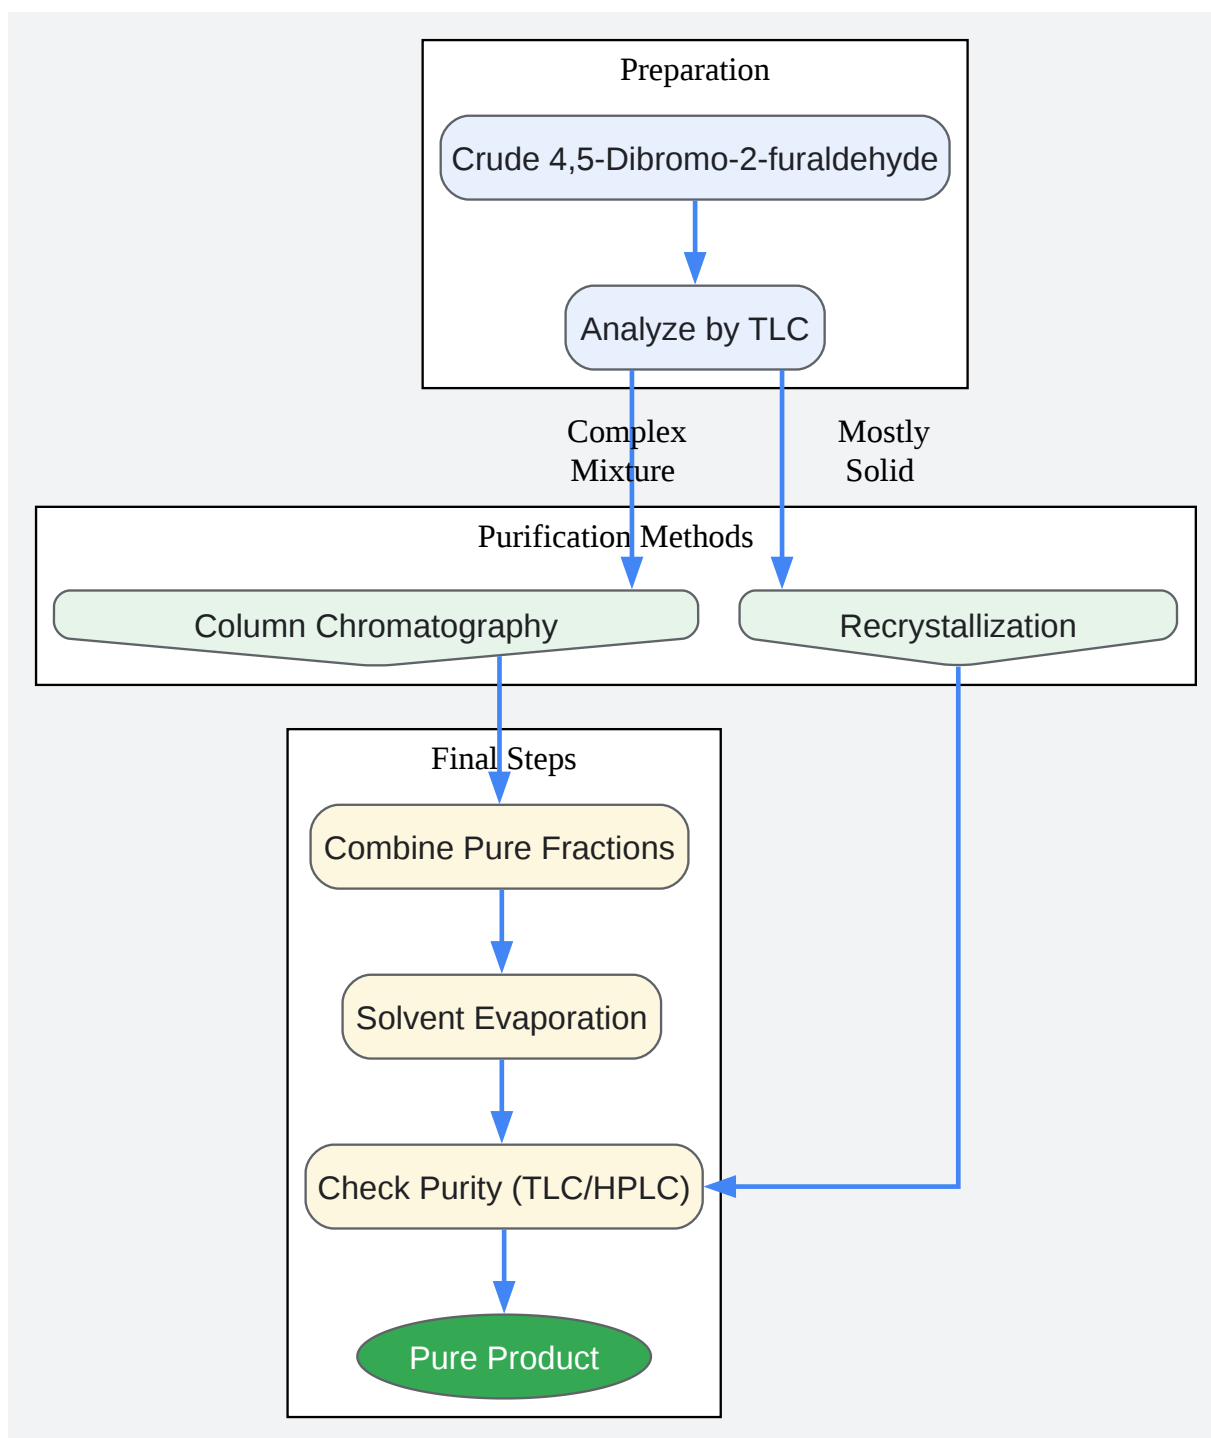 Preparation
Crude 4,5-Dibromo-2-furaldehyde
Analyze by TLC
Complex
Mixture
Mostly
Solid
Purification Methods
Column Chromatography
Recrystallization
Final Steps
Combine Pure Fractions
Solvent Evaporation
Check Purity (TLC/HPLC)
Pure Product